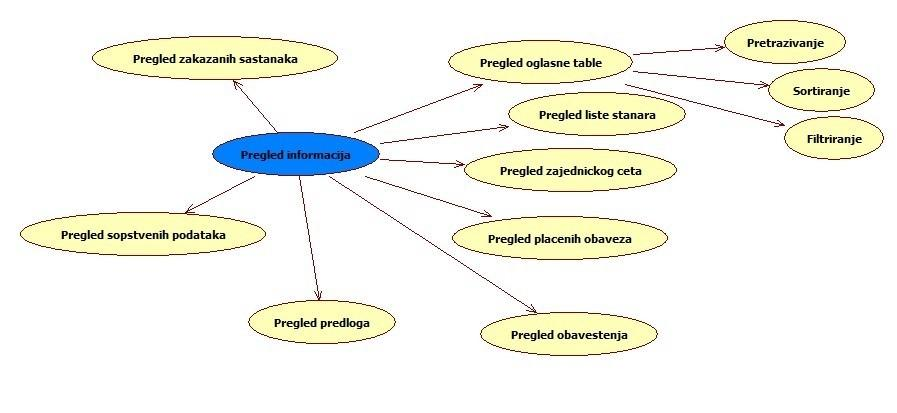 Pregled zakazanih sastanaka
Pregled oglasne table
Pretrazivanje
Sortiranje
Filtriranje
Pregled liste stanara
Pregled informacija
Pregled zajednickog ceta
Pregled sopstvenih podataka
Pregled placenih obaveza
Pregled predloga
Pregled obavestenja